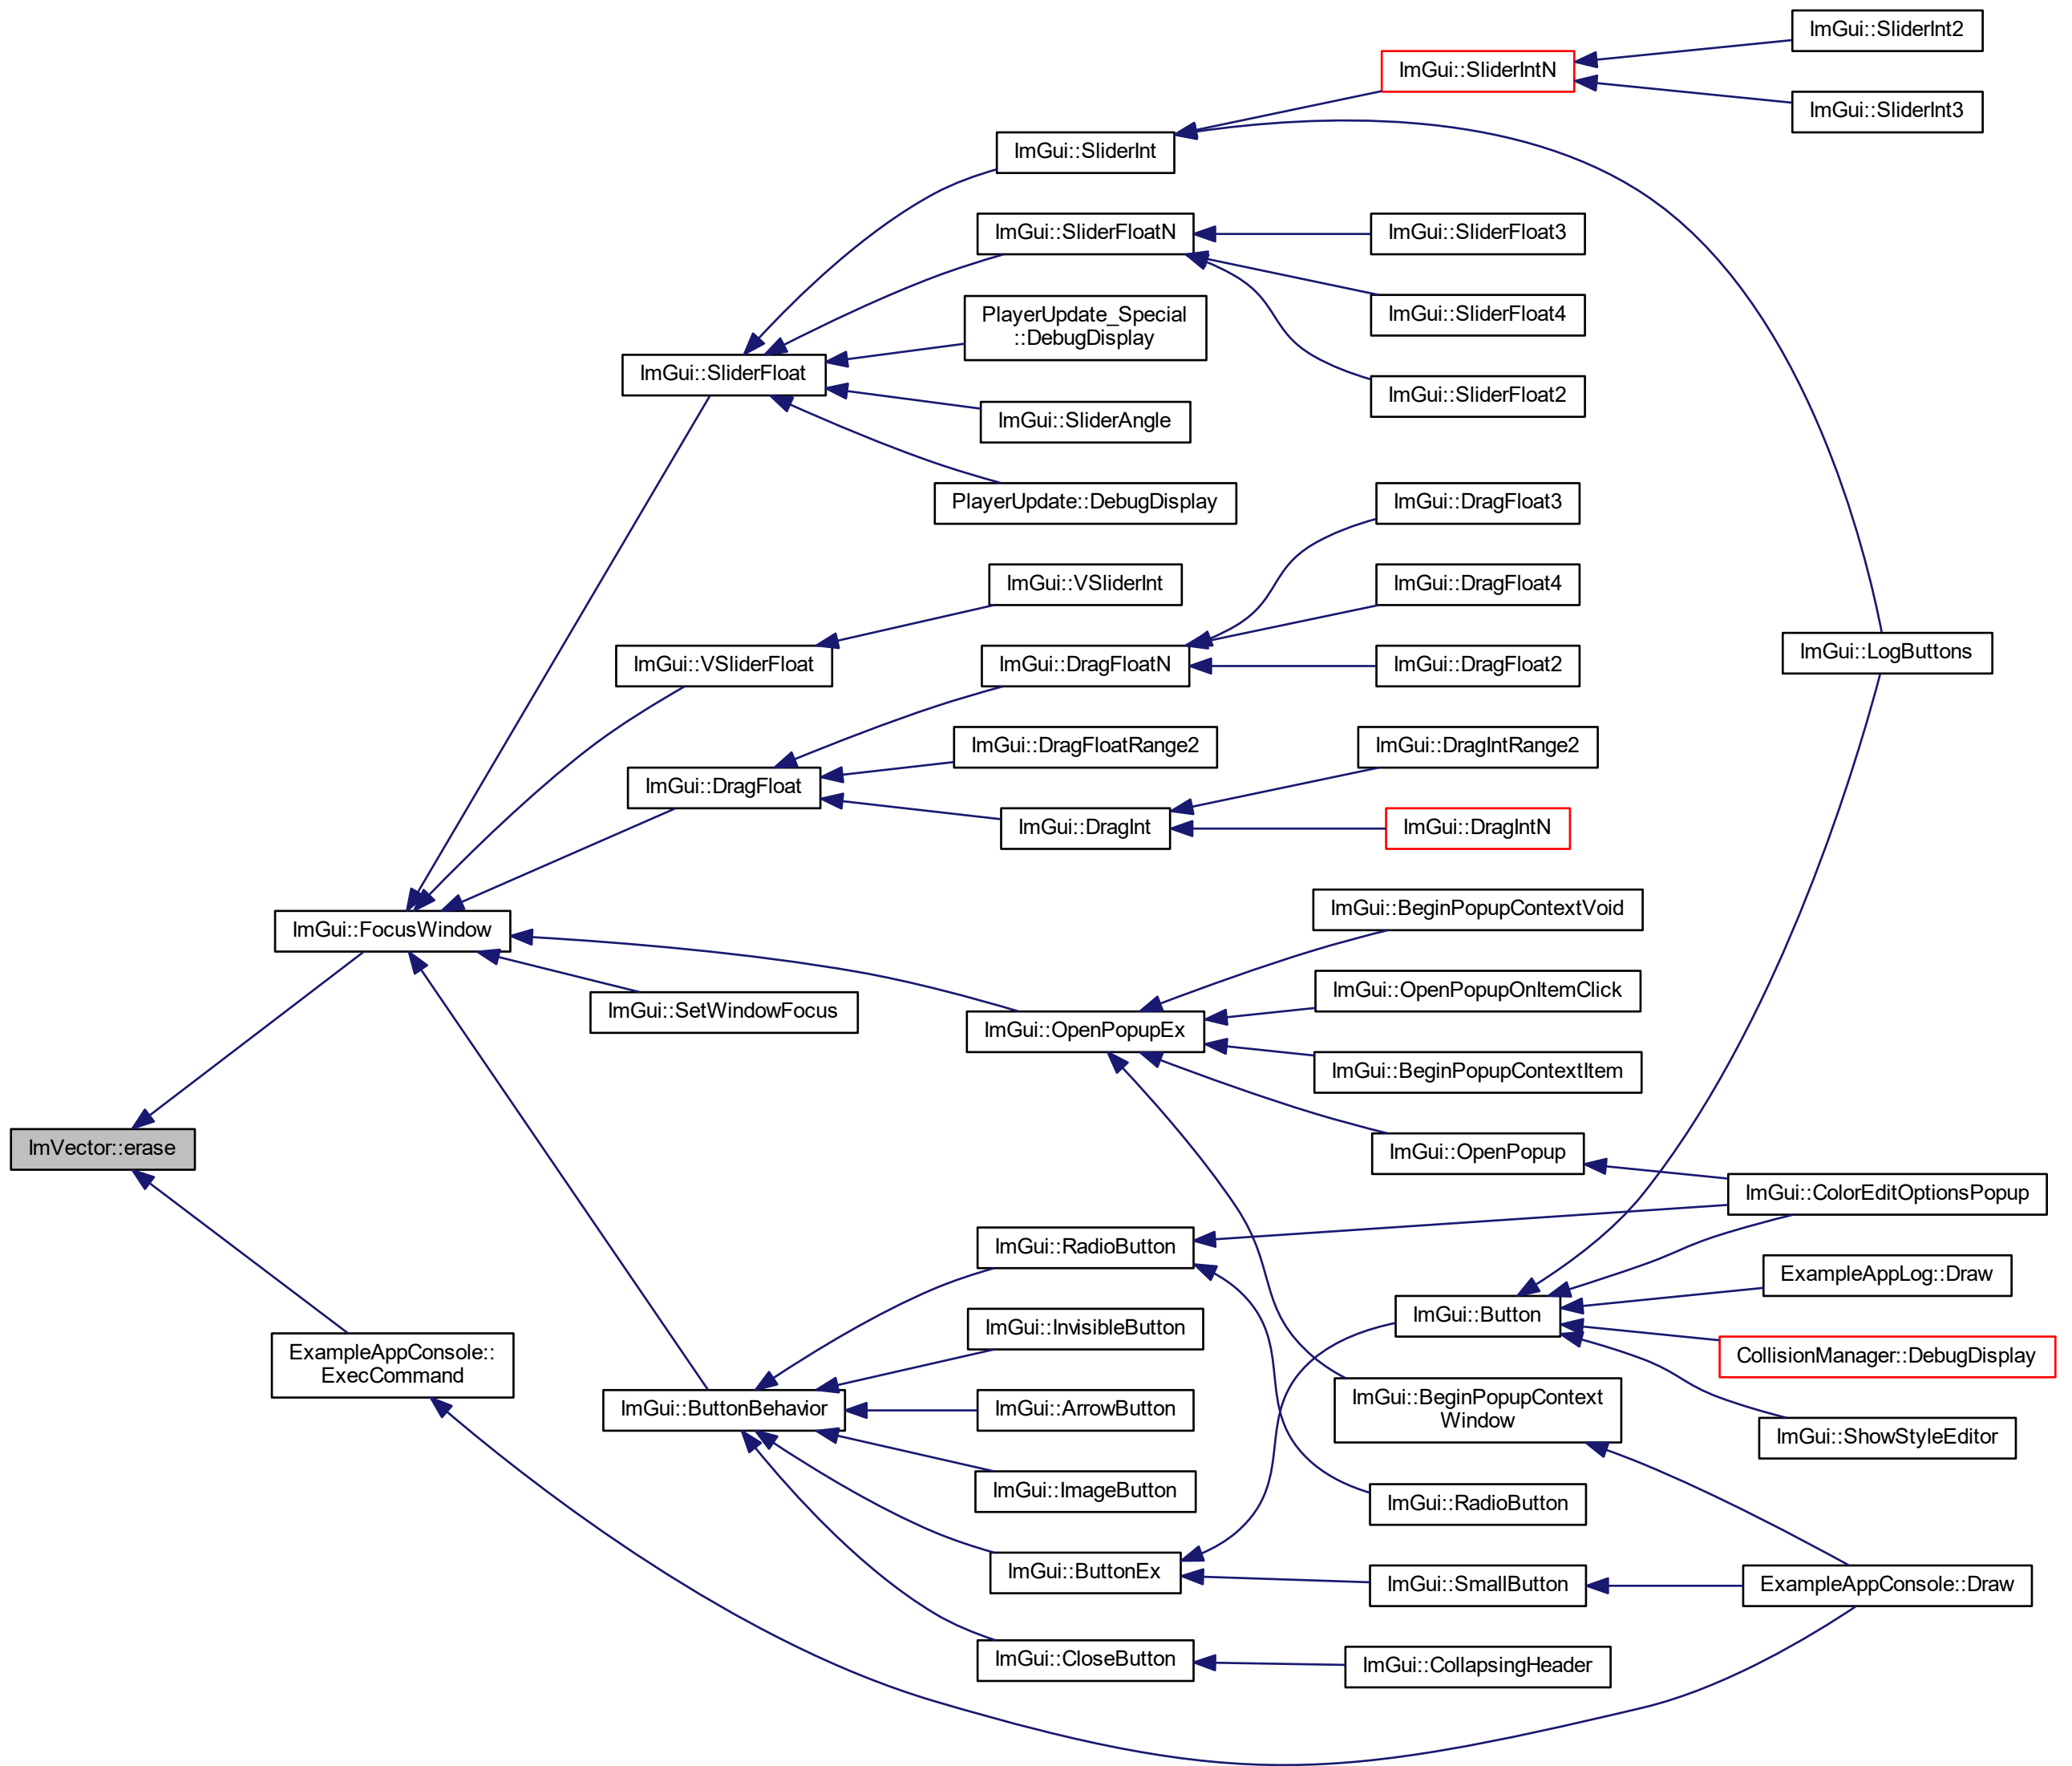 ImGui::SliderInt2
ImGui::SliderIntN
ImGui::SliderInt3
ImGui::SliderInt
ImGui::SliderFloatN
ImGui::SliderFloat3
PlayerUpdate_Special
::DebugDisplay
ImGui::SliderFloat4
ImGui::SliderFloat
ImGui::SliderFloat2
ImGui::SliderAngle
PlayerUpdate::DebugDisplay
ImGui::DragFloat3
ImGui::VSliderInt
ImGui::DragFloat4
ImGui::VSliderFloat
ImGui::DragFloatN
ImGui::DragFloat2
ImGui::LogButtons
ImGui::DragFloatRange2
ImGui::DragIntRange2
ImGui::DragFloat
ImGui::DragInt
ImGui::DragIntN
ImGui::BeginPopupContextVoid
ImGui::FocusWindow
ImGui::OpenPopupOnItemClick
ImGui::SetWindowFocus
ImGui::OpenPopupEx
ImGui::BeginPopupContextItem
ImVector::erase
ImGui::OpenPopup
ImGui::ColorEditOptionsPopup
ImGui::RadioButton
ExampleAppLog::Draw
ImGui::InvisibleButton
ImGui::Button
ExampleAppConsole::
ExecCommand
CollisionManager::DebugDisplay
ImGui::ButtonBehavior
ImGui::ArrowButton
ImGui::BeginPopupContext
Window
ImGui::ShowStyleEditor
ImGui::ImageButton
ImGui::RadioButton
ImGui::ButtonEx
ImGui::SmallButton
ExampleAppConsole::Draw
ImGui::CloseButton
ImGui::CollapsingHeader